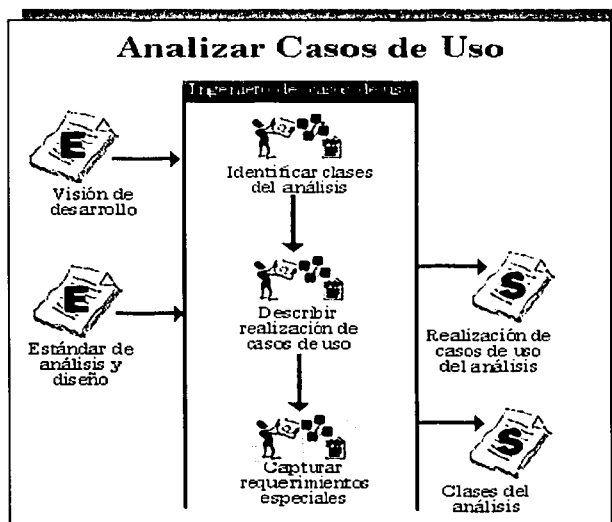 Analizar Casos de Uso
Ingeniero de casos de uso
E
Visión de
desarrollo
E
Estándar de
análisis y
diseño
Identificar clases
del análisis
Describir
realización de
casos de uso
Capturar
requerimientos
especiales
S
Realización de
casos de uso
del análisis
S
Clases del
análisis